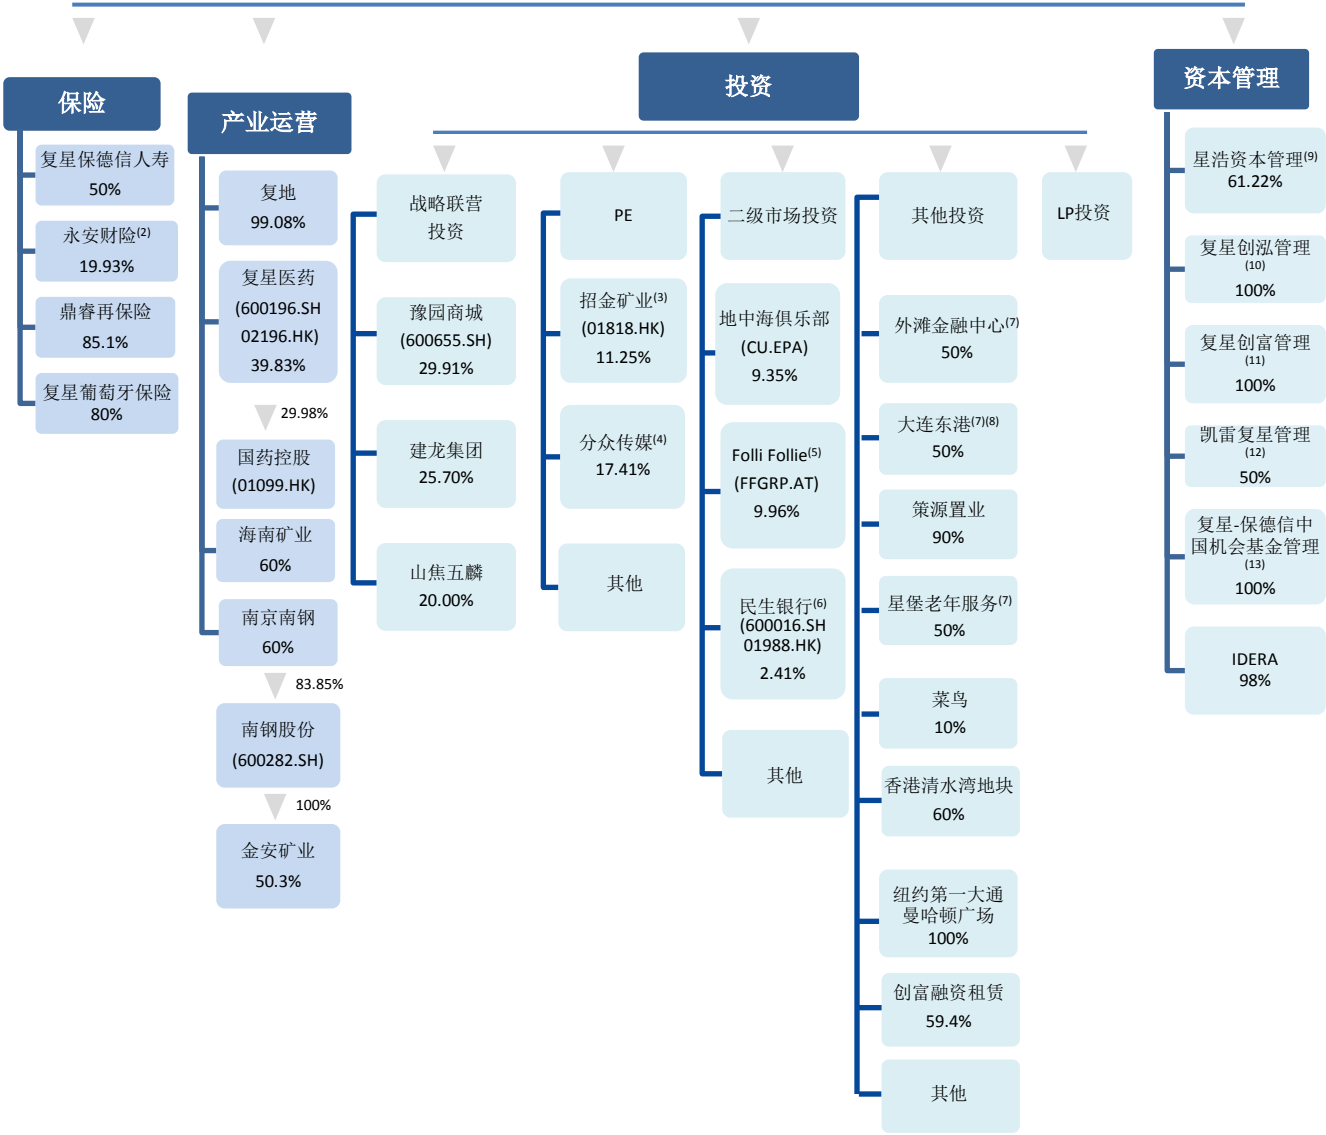 保险
复星保德信人寿
50%
永安财险(2)
19.93%
鼎睿再保险
85.1%
复星葡萄牙保险
80%
产业运营
复地
99.08%
复星医药
(600196.SH
02196.HK)
39.83%
29.98%
国药控股
(01099.HK)
海南矿业
60%
南京南钢
60%
83.85%
南钢股份
(600282.SH)
100%
金安矿业
50.3%
投资
战略联营
投资
豫园商城
(600655.SH)
29.91%
建龙集团
25.70%
山焦五麟
20.00%
PE
招金矿业(3)
(01818.HK)
11.25%
分众传媒(4)
17.41%
其他
二级市场投资
地中海俱乐部
(CU.EPA)
9.35%
Folli Follie(5)
(FFGRP.AT)
9.96%
民生银行(6)
(600016.SH
01988.HK)
2.41%
其他
其他投资
外滩金融中心(7)
50%
大连东港(7)(8)
50%
策源置业
90%
星堡老年服务(7)
50%
菜鸟
10%
香港清水湾地块
60%
纽约第一大通
曼哈顿广场
100%
创富融资租赁
59.4%
其他
LP投资
资本管理
星浩资本管理(9)
61.22%
复星创泓管理
(10)
100%
复星创富管理
(11)
100%
凯雷复星管理
(12)
50%
复星-保德信中
国机会基金管理
(13)
100%
IDERA
98%